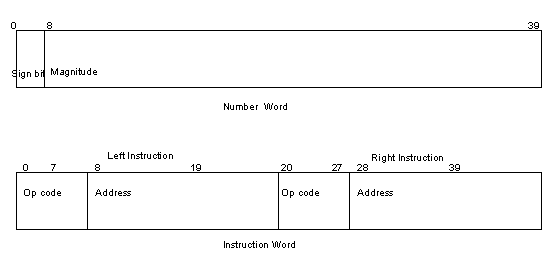 0 8 39
Sign bit Magnitude
Number Word
Left Instruction Right Instruction
0 7 8 19 20 27 28 39
Op code Address Op code Address
Instruction Word